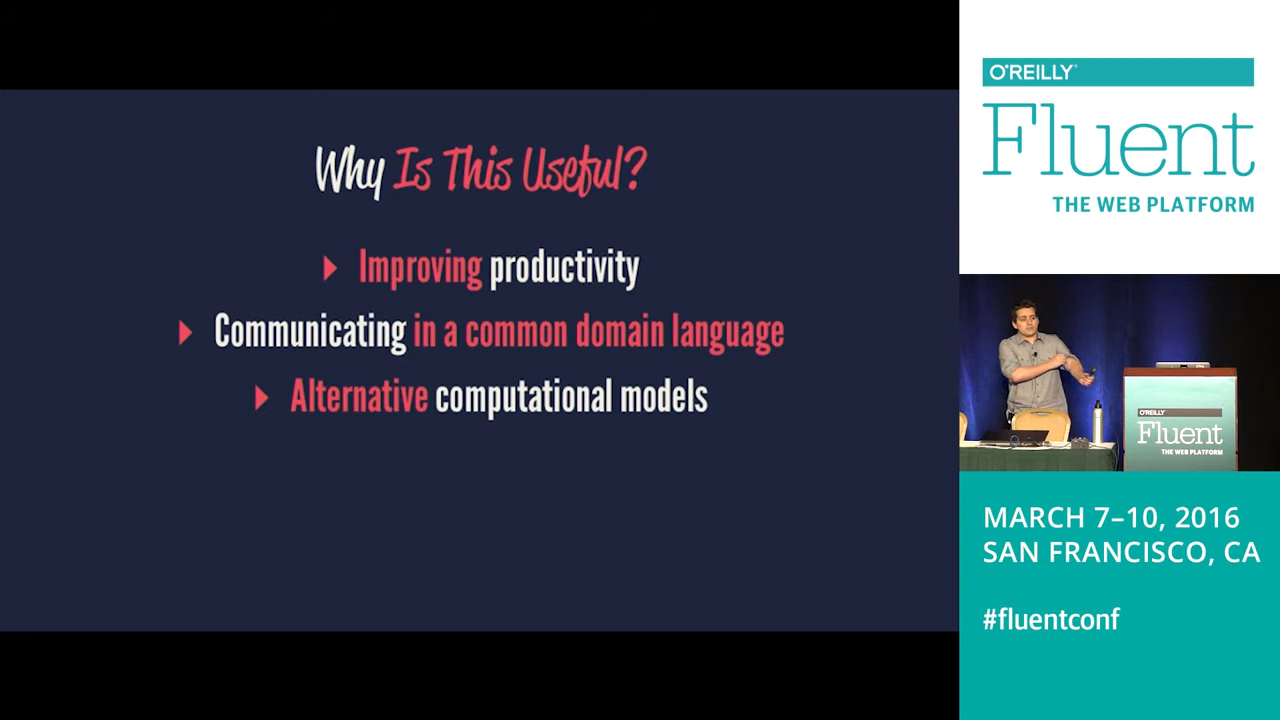 Why Is This Useful?
Improving productivity
Communicating in a common domain language
Alternative computational models
O'REILLY®
Fluent
THE WEB PLATFORM
O'REILLY
Fluent
THE WEB PLATFORM
MARCH 7–10, 2016
SAN FRANCISCO, CA
#fluentconf